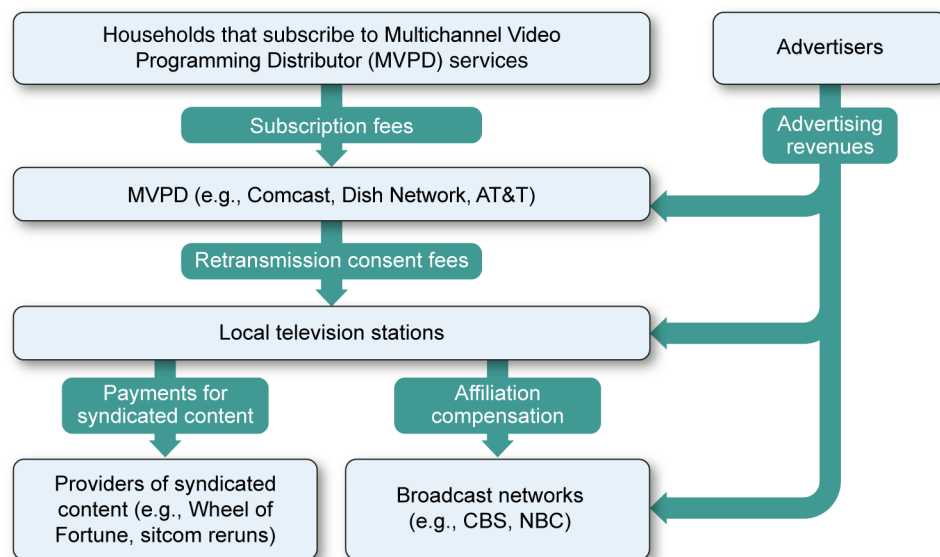 Households that subscribe to Multichannel Video
Programming Distributor (MVPD) services
Advertisers
Subscription fees
Advertising
revenues
MVPD (e.g., Comcast, Dish Network, AT&T)
Retransmission consent fees
Local television stations
Payments for
syndicated content
Affiliation
compensation
Providers of syndicated
content (e.g., Wheel of
Fortune, sitcom reruns)
Broadcast networks
(e.g., CBS, NBC)